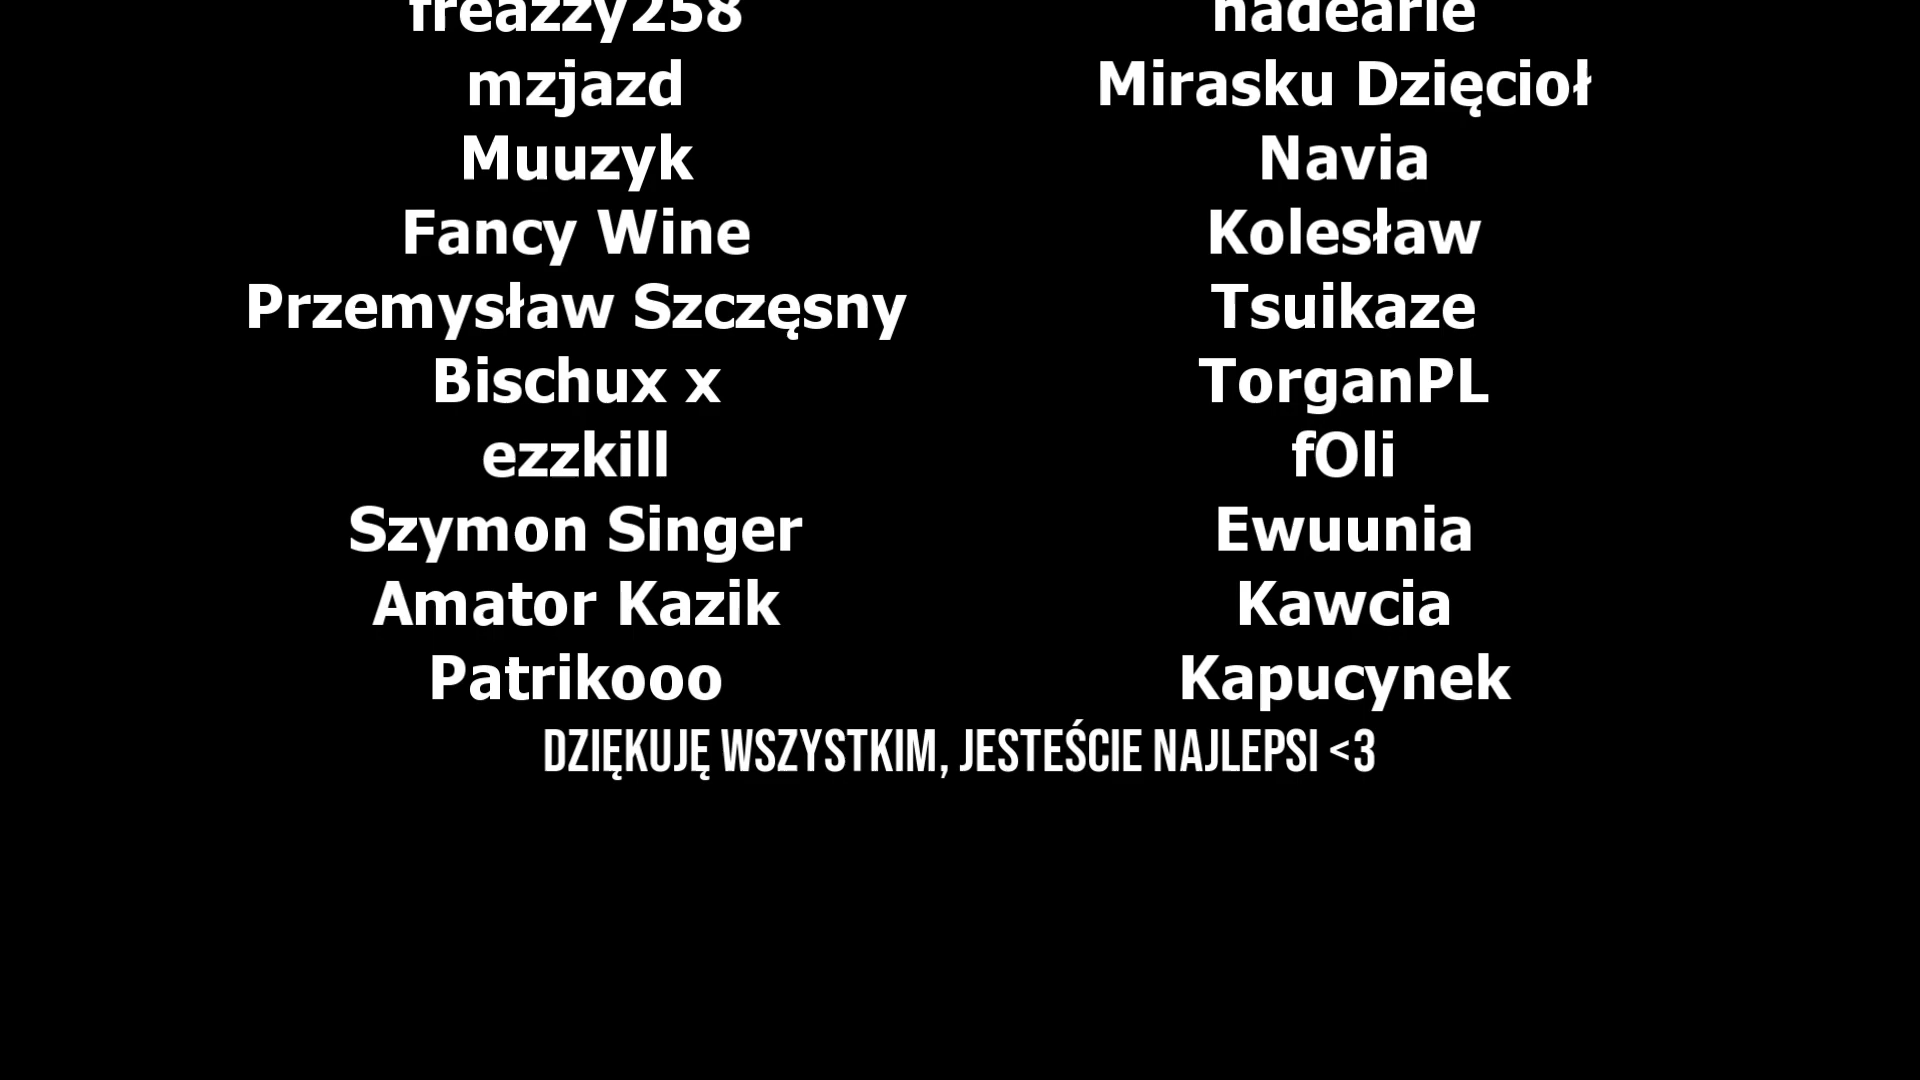 freazzy258 nadearie
mzjazd Mirasku Dzięcioł
Muuzyk Navia
Fancy Wine Kolesław
Przemysław Szczęsny Tsuikaze
Bischux x TorganPL
ezzkill fOli
Szymon Singer Ewuunia
Amator Kazik Kawcia
Patrikooo Kapucynek
DZIĘKUJĘ WSZYSTKIM, JESTEŚCIE NAJLEPSI <3